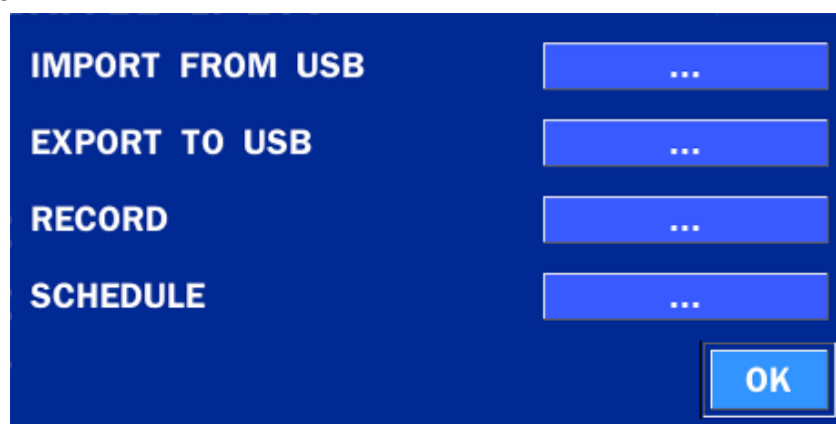 IMPORT FROM USB ...
EXPORT TO USB ...
RECORD ...
SCHEDULE ...
OK